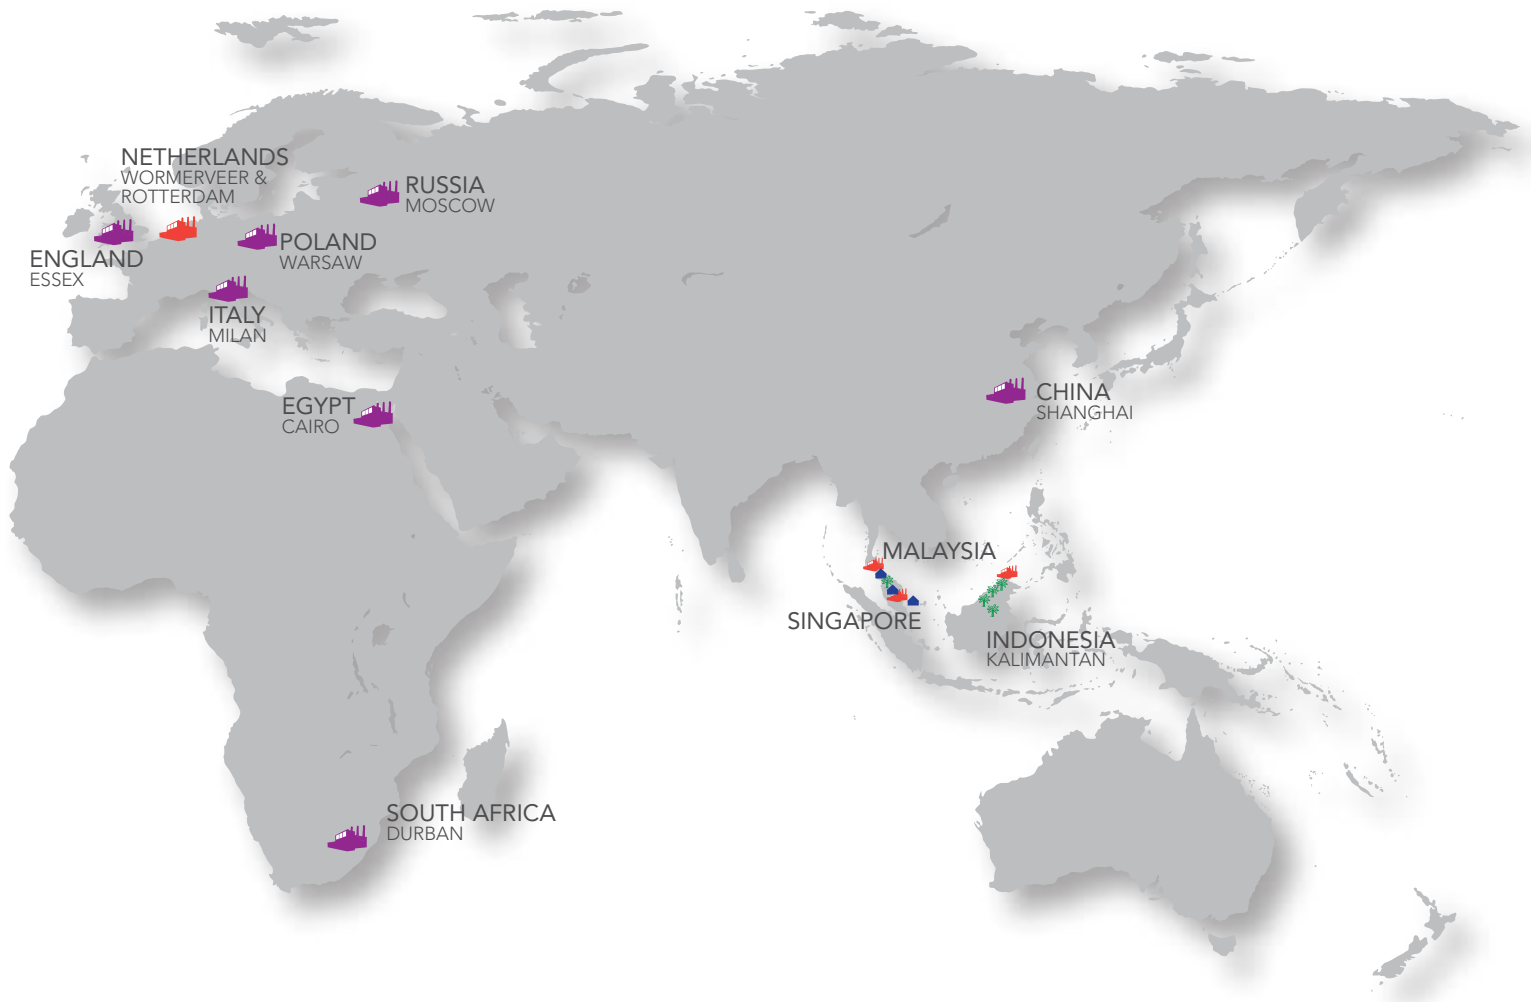 NETHERLANDS
WORMERVEER &
ROTTERDAM
RUSSIA
MOSCOW
ENGLAND
ESSEX
POLAND
WARSAW
ITALY
MILAN
EGYPT
CAIRO
CHINA
SHANGHAI
MALAYSIA
SINGAPORE
INDONESIA
KALIMANTAN
SOUTH AFRICA
DURBAN